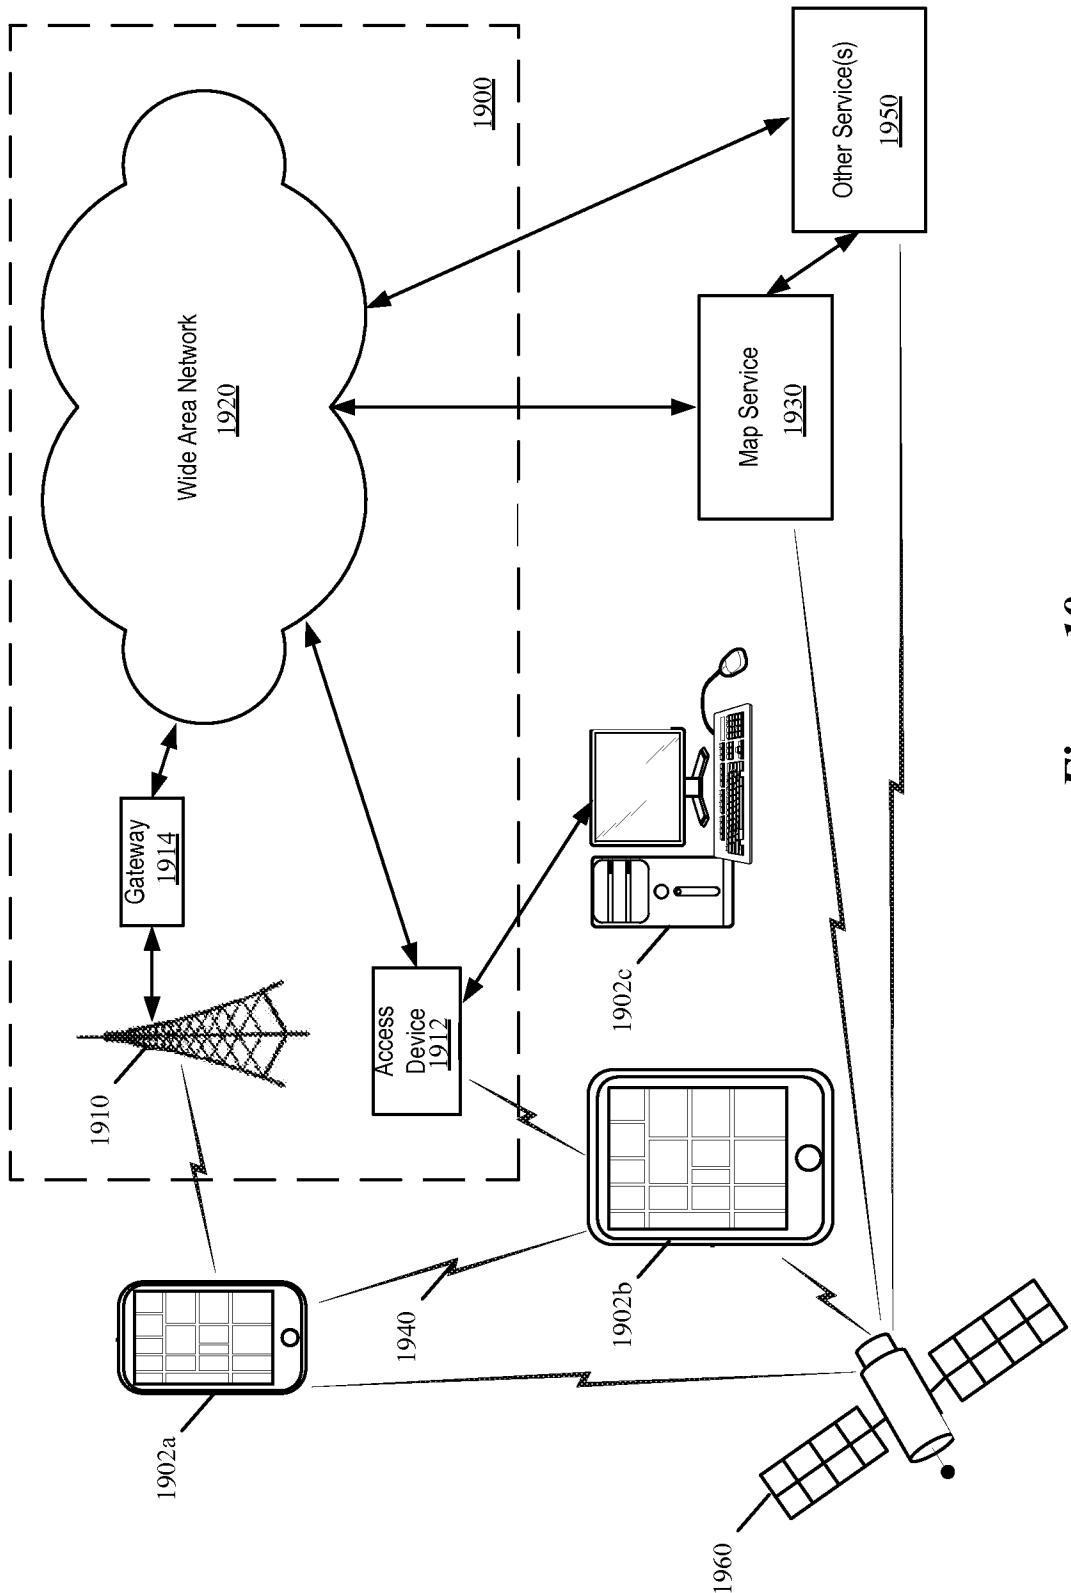 1910
Gateway
1914
1902a
Wide Area Network
1920
Access
Device
1912
1940
1900
1902b
1902c
1960
Map Service
1930
Other Service(s)
1950